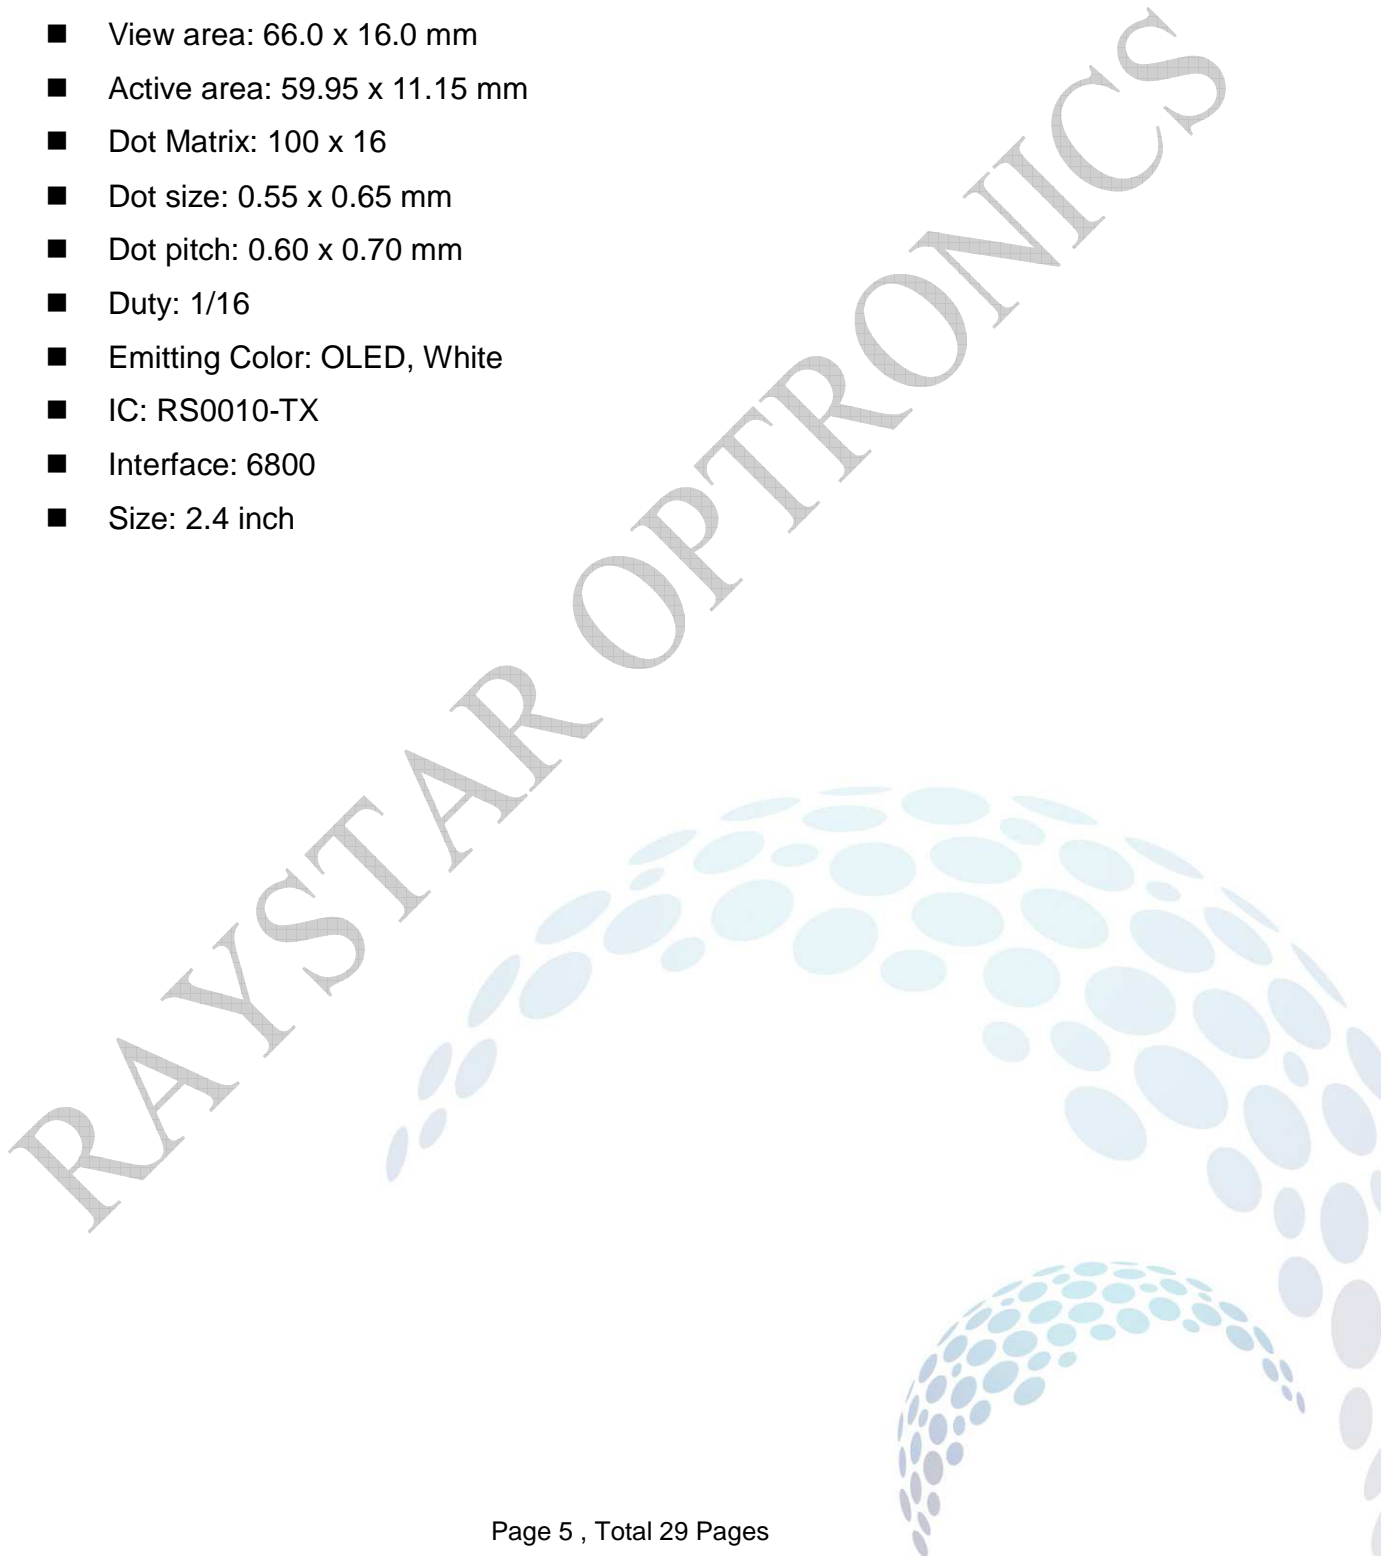 ■ View area: 66.0 x 16.0 mm
■ Active area: 59.95 x 11.15 mm
■ Dot Matrix: 100 x 16
■ Dot size: 0.55 x 0.65 mm
■ Dot pitch: 0.60 x 0.70 mm
■ Duty: 1/16
■ Emitting Color: OLED, White
■ IC: RS0010-TX
■ Interface: 6800
■ Size: 2.4 inch
RAYSTAR OPTRONICS
Page 5 , Total 29 Pages